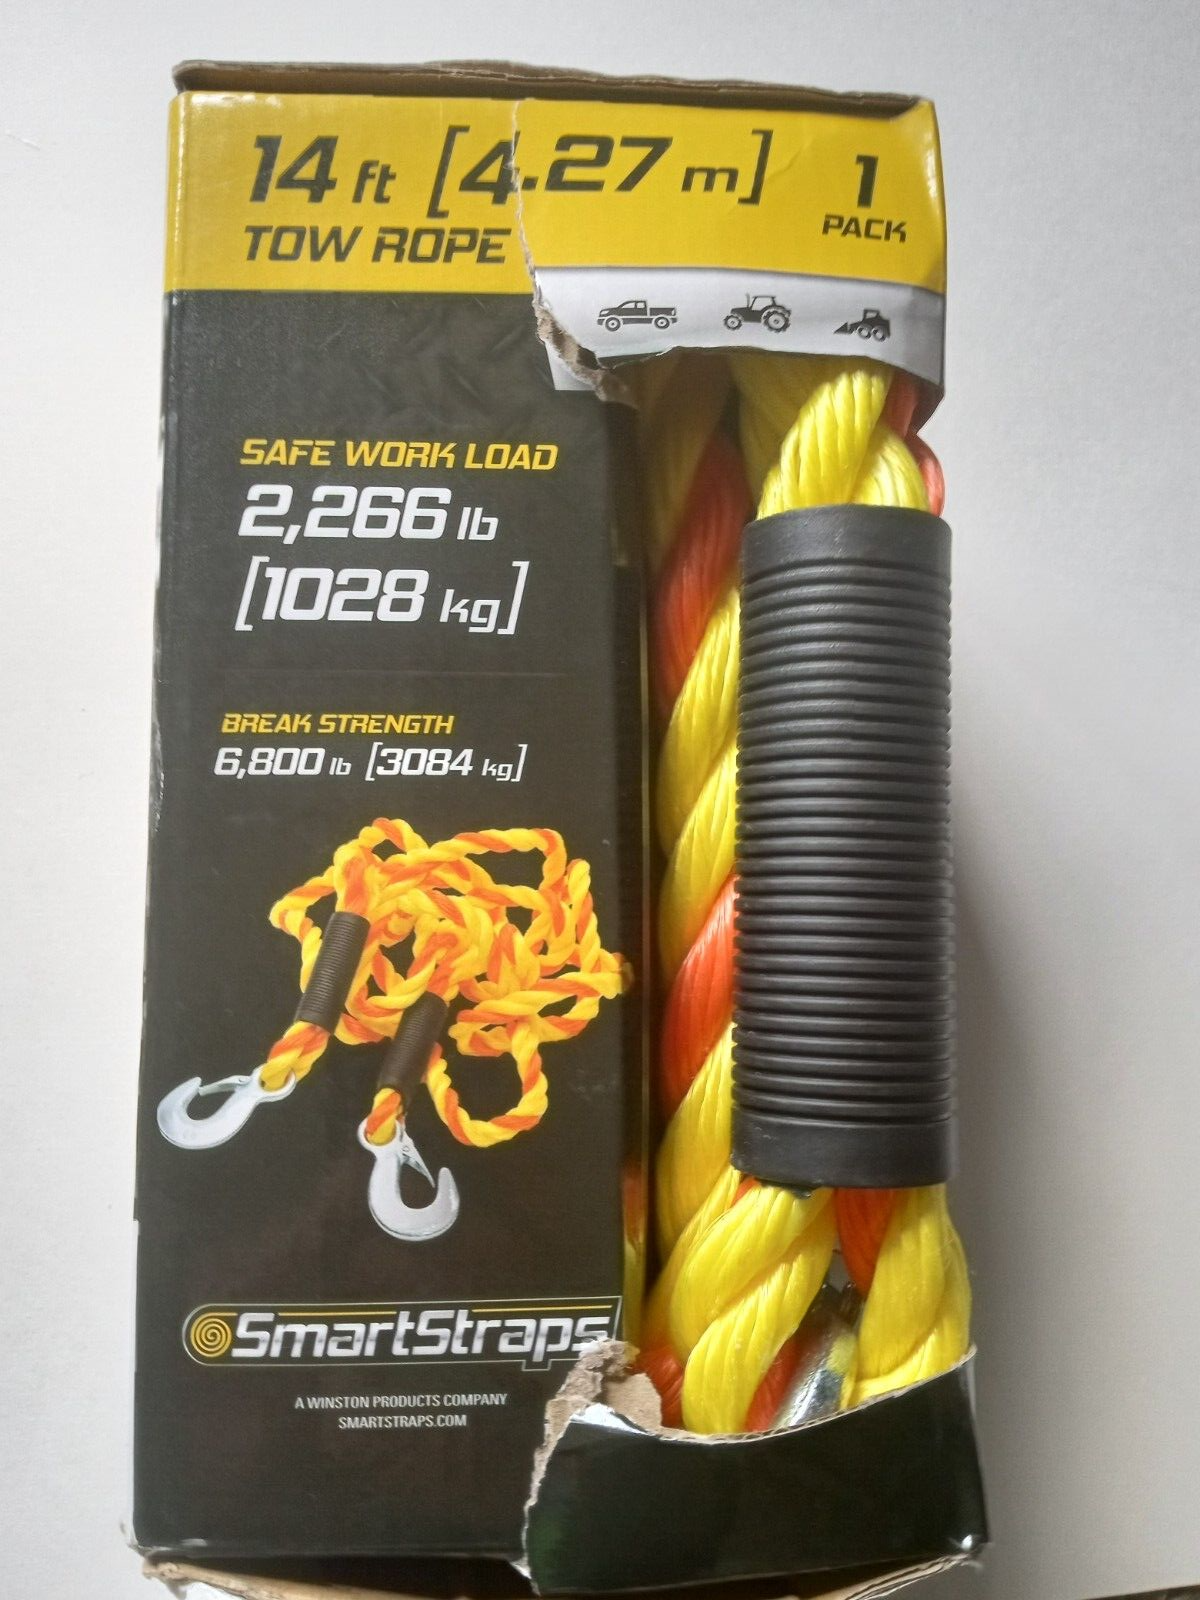 14 ft [4.27 m]
TOW ROPE
1
PACK
SAFE WORK LOAD
2,266 lb
[1028 kg]
BREAK STRENGTH
6,800 lb [3084 kg]
SmartStraps
A WINSTON PRODUCTS COMPANY
SMARTSTRAPS.COM